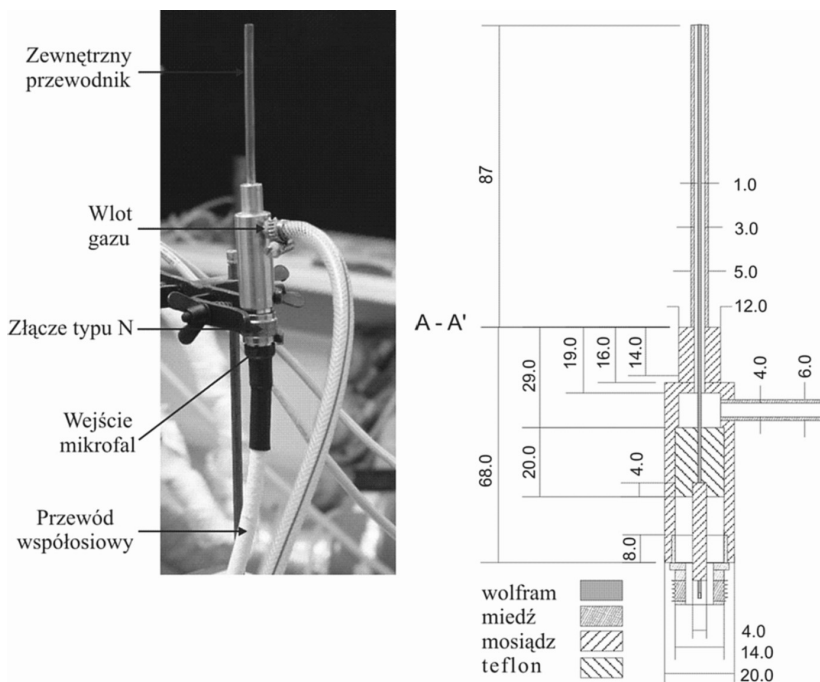 Zewnętrzny
przewodnik
Wlot
gazu
Złącze typu N
Wejście
mikrofal
Przewód
współosiowy
87
1.0
3.0
5.0
12.0
A - A'
68.0
29.0
19.0
16.0
14.0
4.0
6.0
20.0
4.0
8.0
wolfram
miedź
mosiądz
teflon
4.0
14.0
20.0